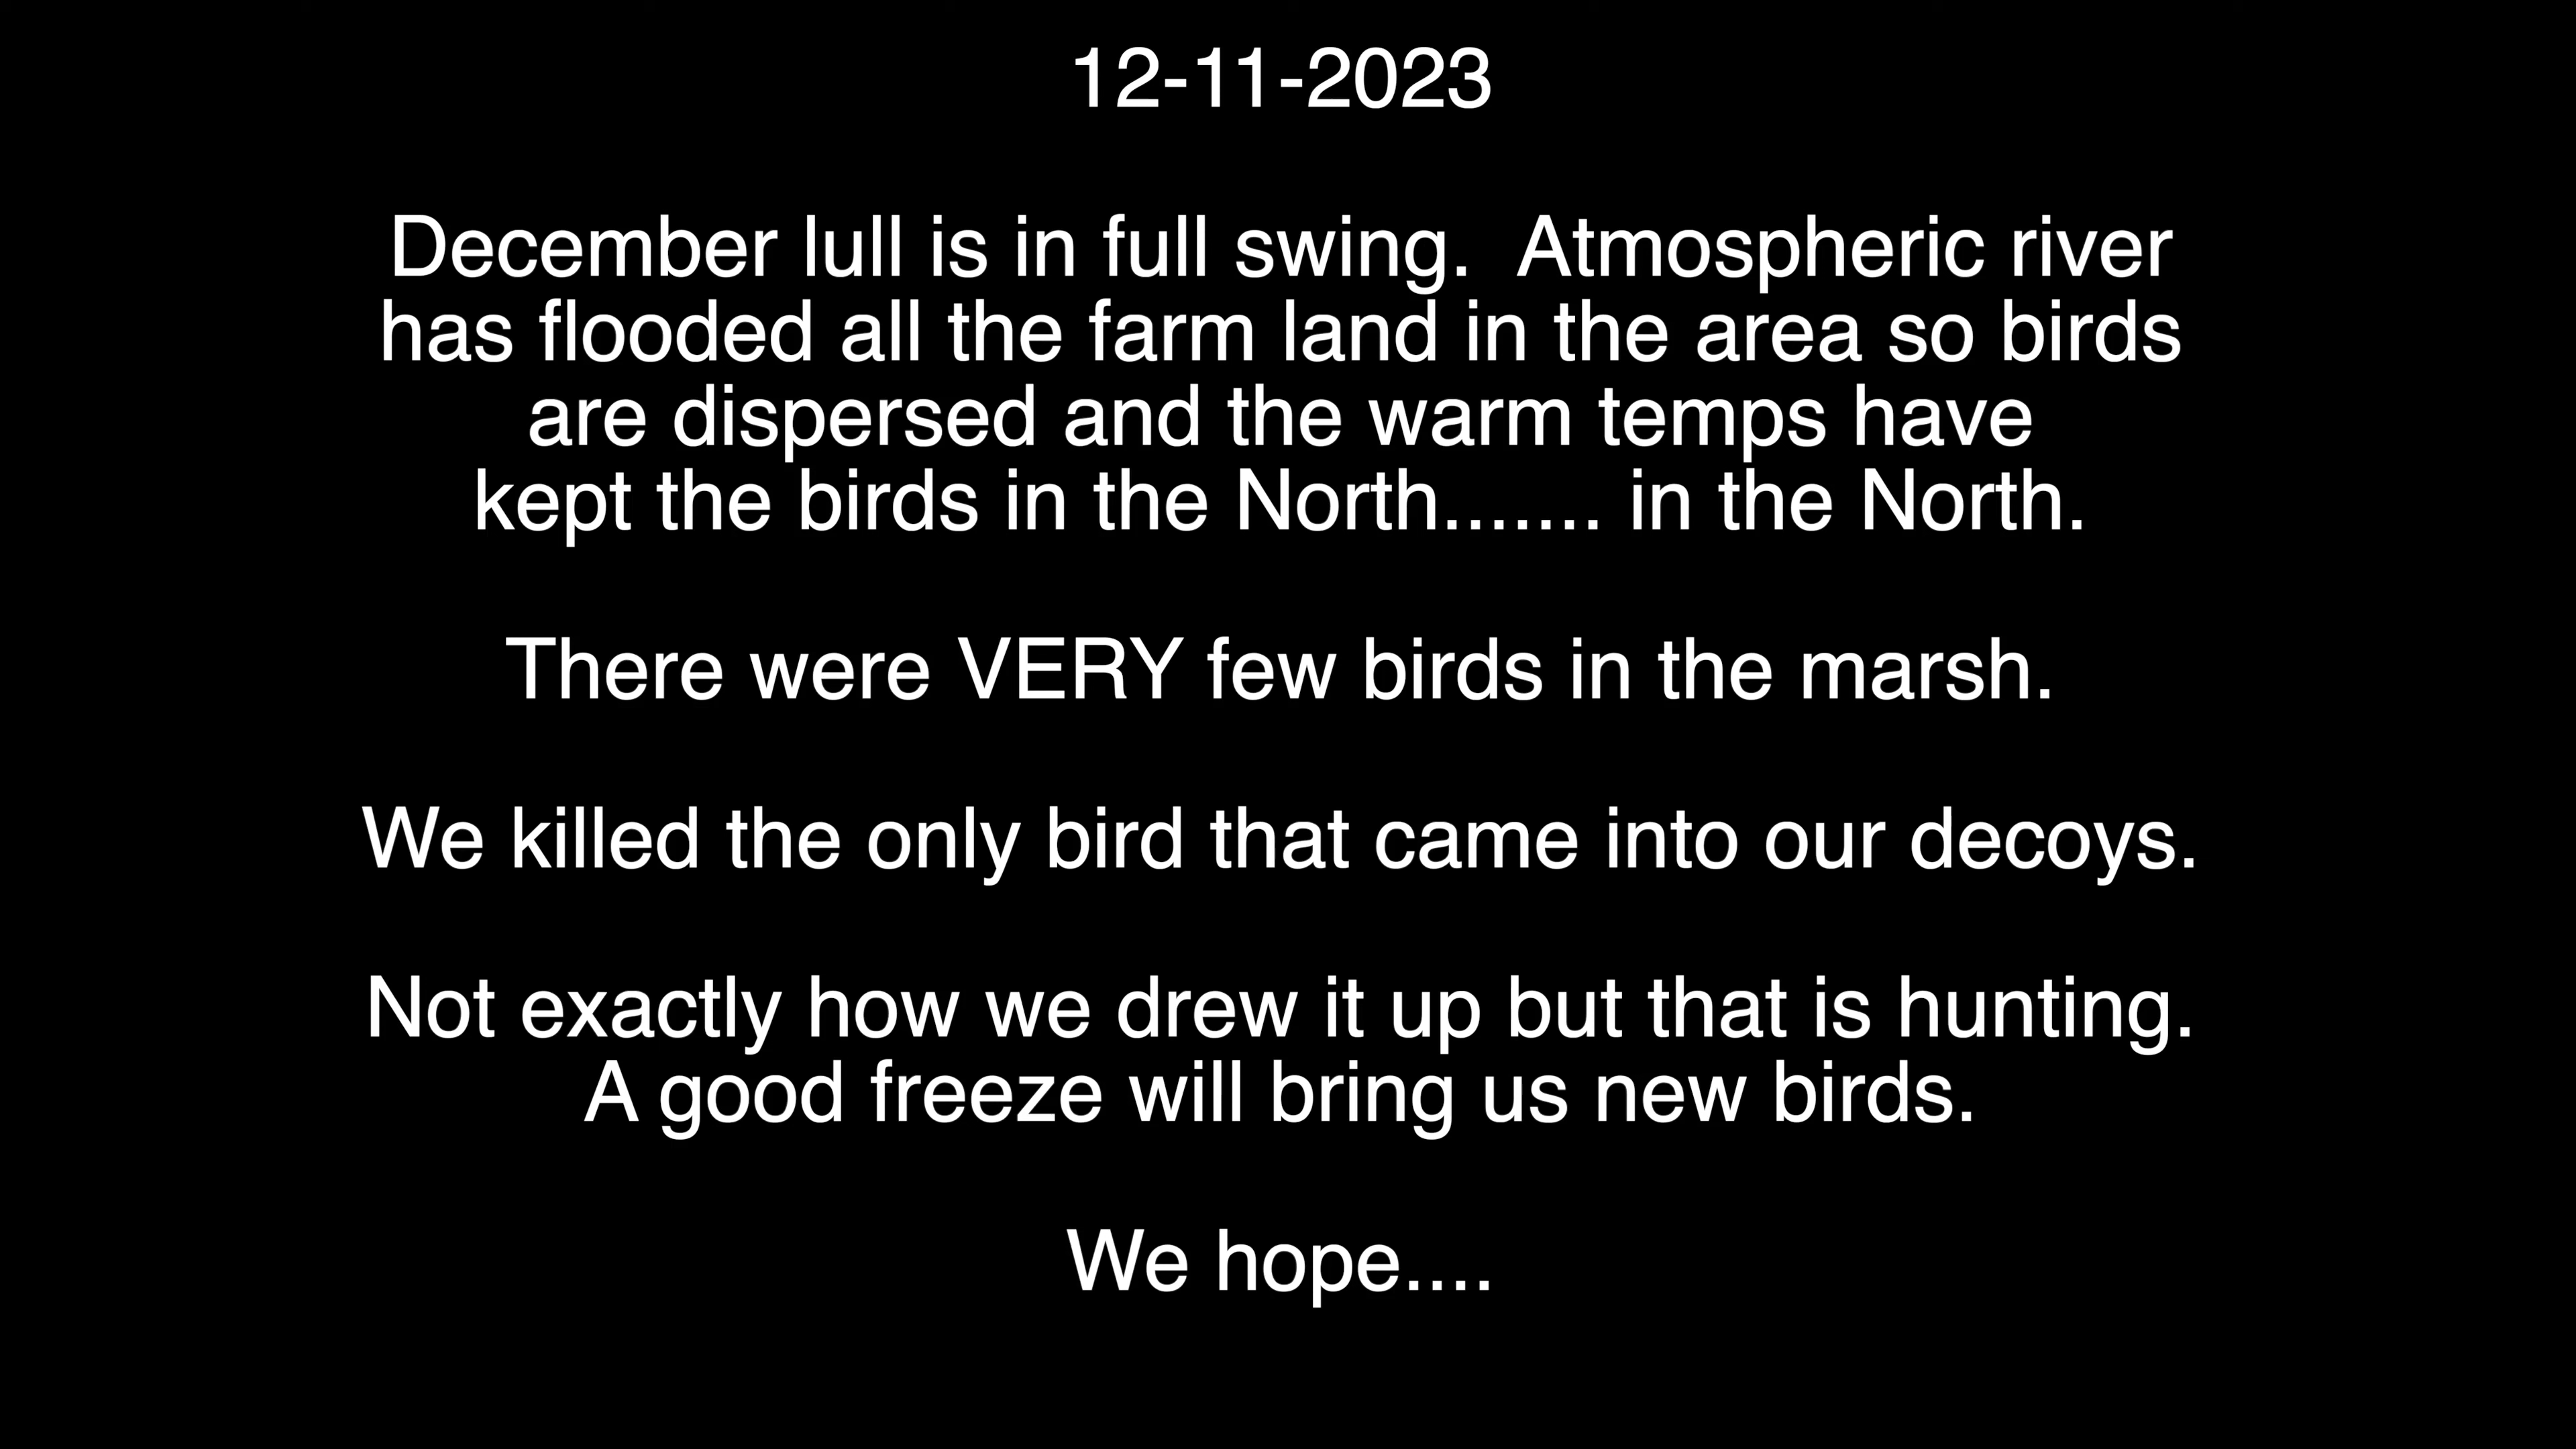 12-11-2023
December lull is in full swing.  Atmospheric river
has flooded all the farm land in the area so birds
are dispersed and the warm temps have
kept the birds in the North....... in the North.
There were VERY few birds in the marsh.
We killed the only bird that came into our decoys.
Not exactly how we drew it up but that is hunting.
A good freeze will bring us new birds.
We hope....